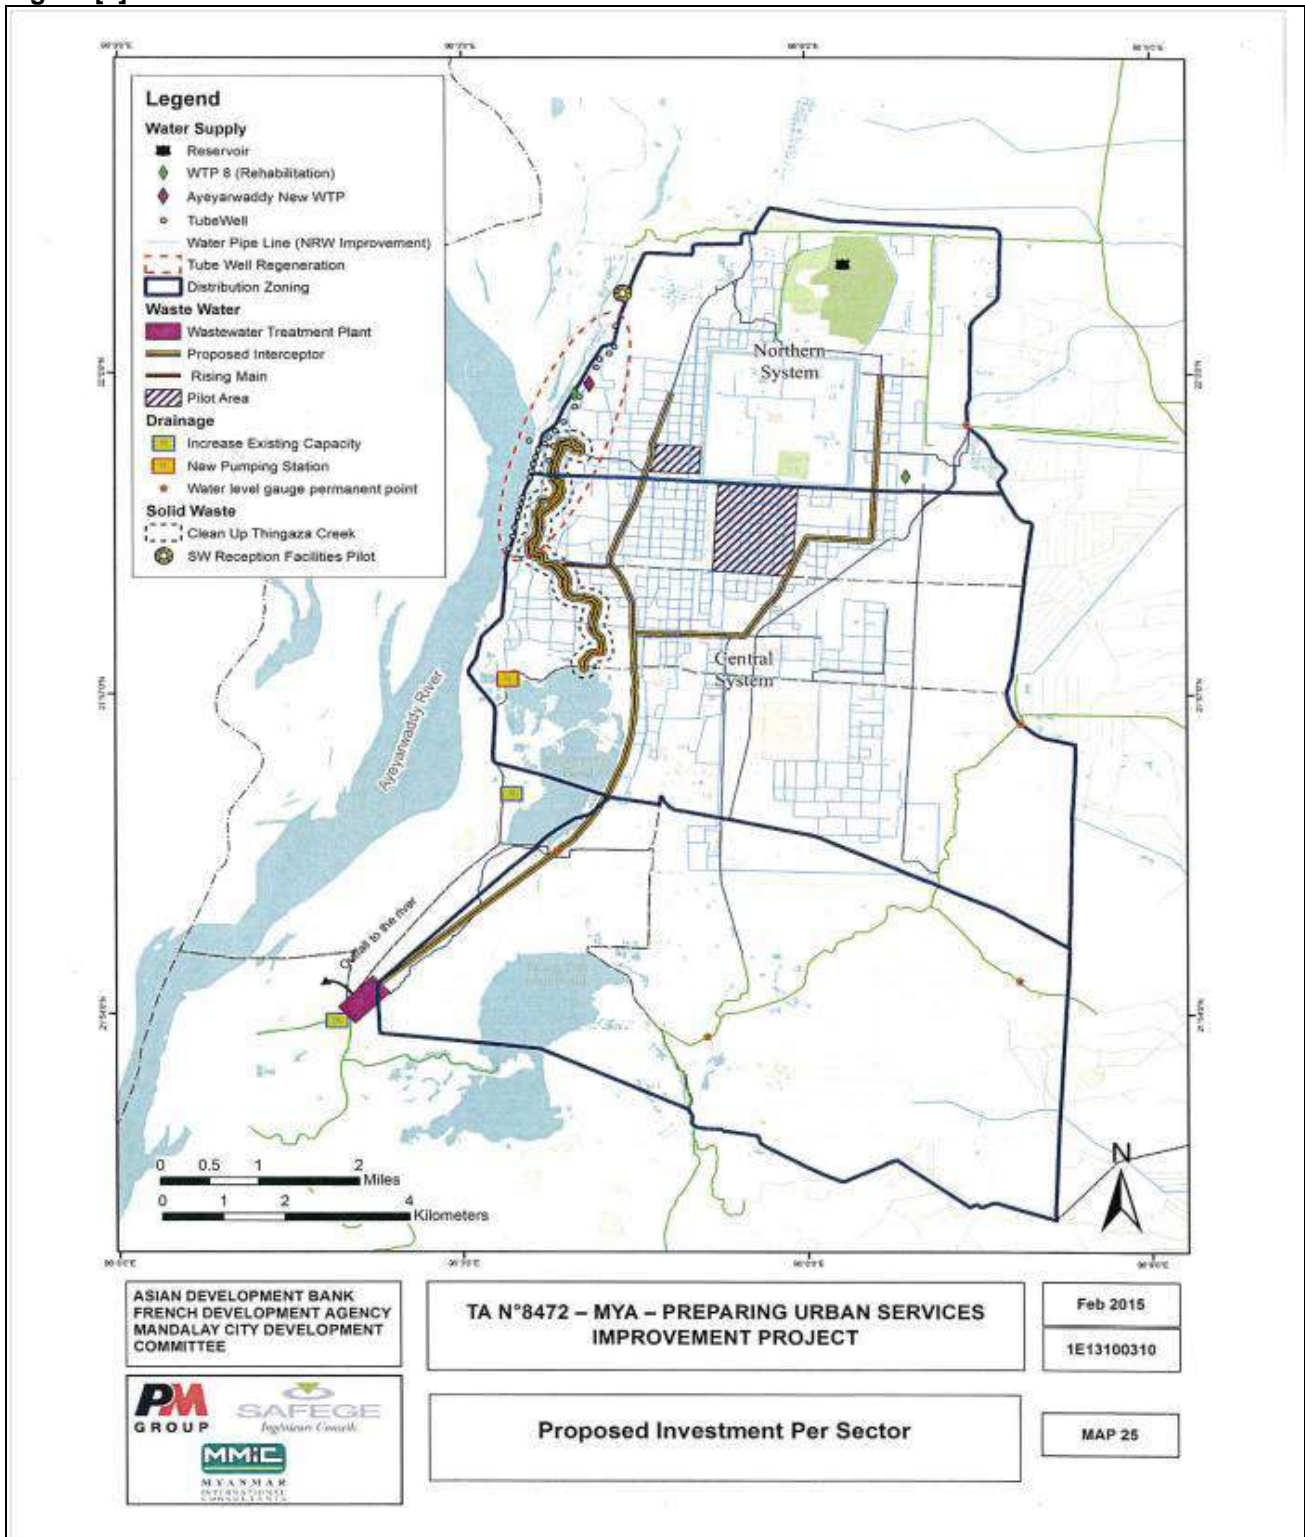 Legend
Water Supply
Reservoir
WTP 8 (Rehabilitation)
Ayeyarwaddy New WTP
TubeWell
Water Pipe Line (NRW Improvement)
Tube Well Regeneration
Distribution Zoning
Waste Water
Wastewater Treatment Plant
Proposed Interceptor
Rising Main
Pilot Area
Drainage
Increase Existing Capacity
New Pumping Station
Water level gauge permanent point
Solid Waste
Clean Up Thingaza Creek
SW Reception Facilities Pilot
Northern
System
Central
System
Ayeyarwaddy River
Outfall to the river
0 0.5 1 2
Miles
0 1 2 4
Kilometers
N
ASIAN DEVELOPMENT BANK
FRENCH DEVELOPMENT AGENCY
MANDALAY CITY DEVELOPMENT
COMMITTEE
TA N°8472 – MYA – PREPARING URBAN SERVICES
IMPROVEMENT PROJECT
Feb 2015
1E13100310
PM
GROUP
SAFEGE
Ingénieurs Conseils
MMiC
MYANMAR
INTERNATIONAL
CONSULTANTS
Proposed Investment Per Sector
MAP 25